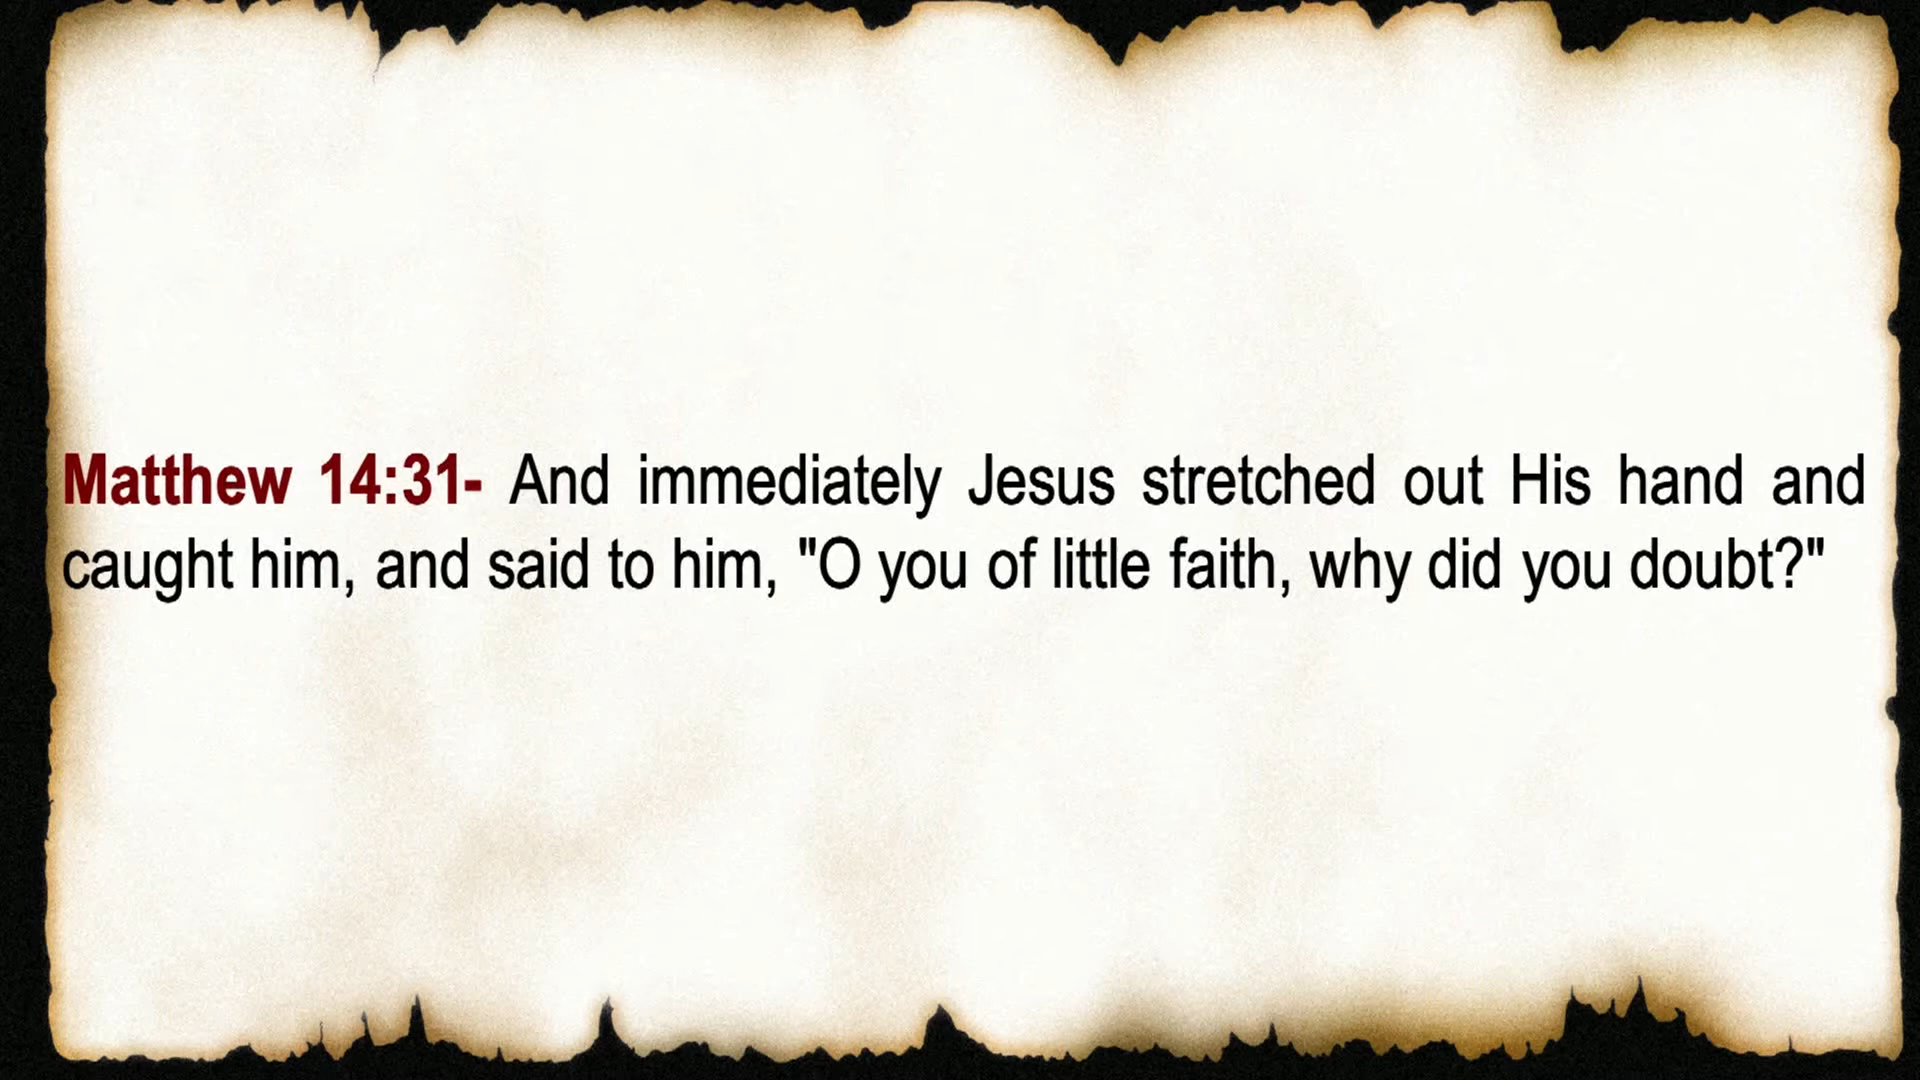 Matthew 14:31- And immediately Jesus stretched out His hand and
caught him, and said to him, "O you of little faith, why did you doubt?"